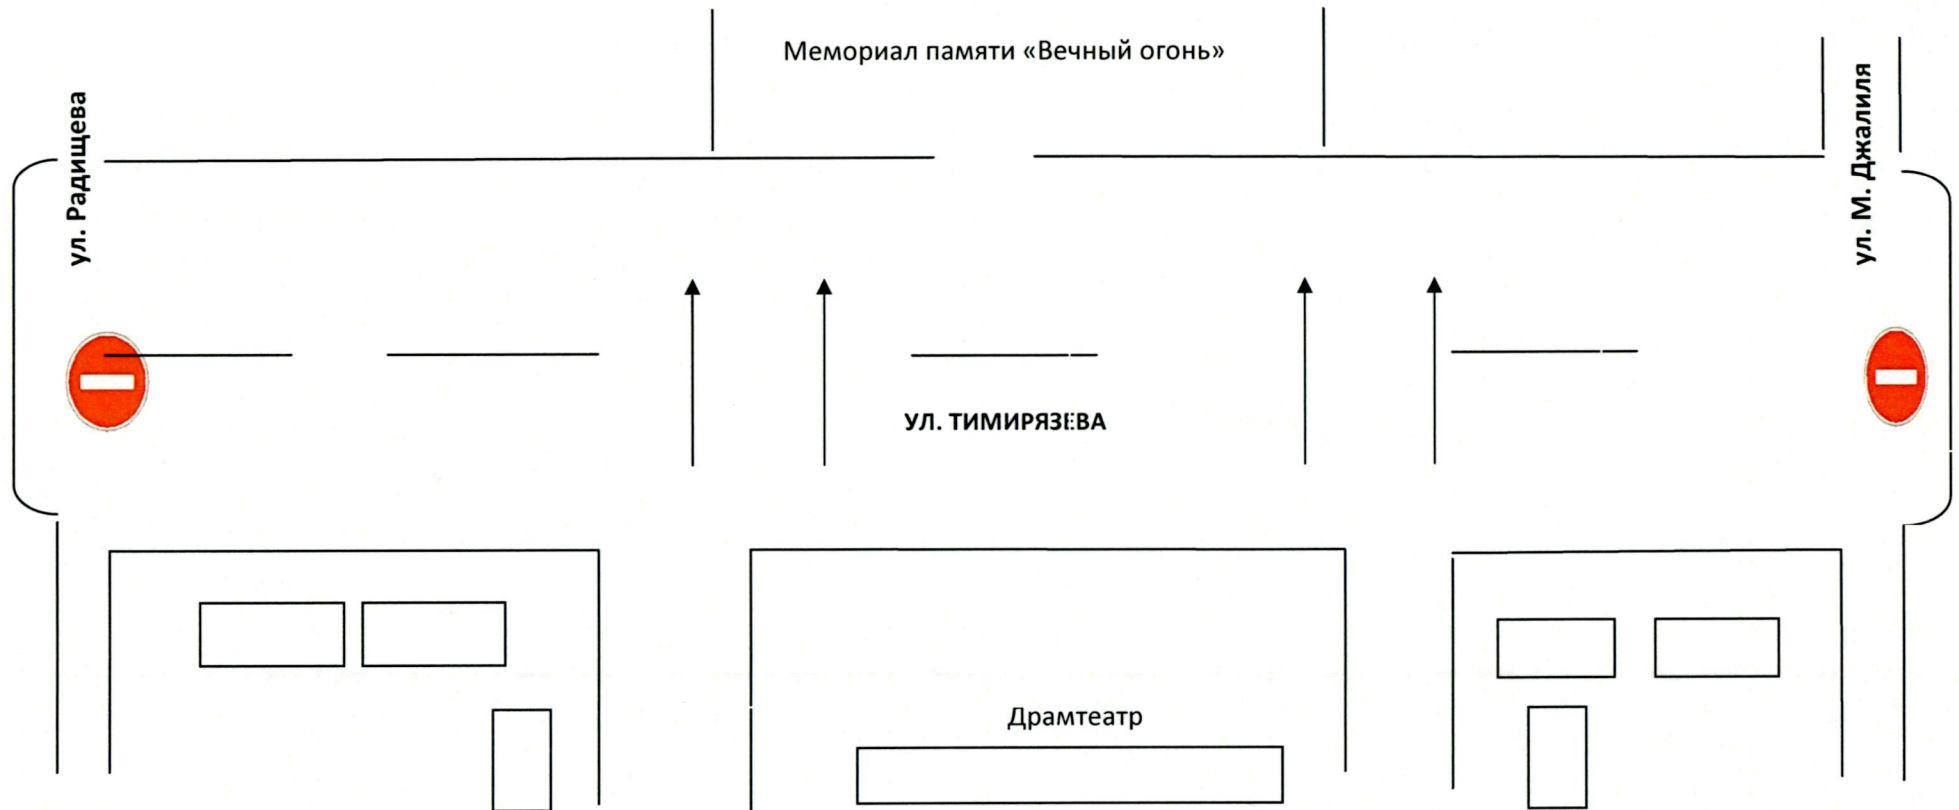 Мемориал памяти «Вечный огонь»
ул. Радищева
ул. М. Джалиля
УЛ. ТИМИРЯЗЕВА
Драмтеатр